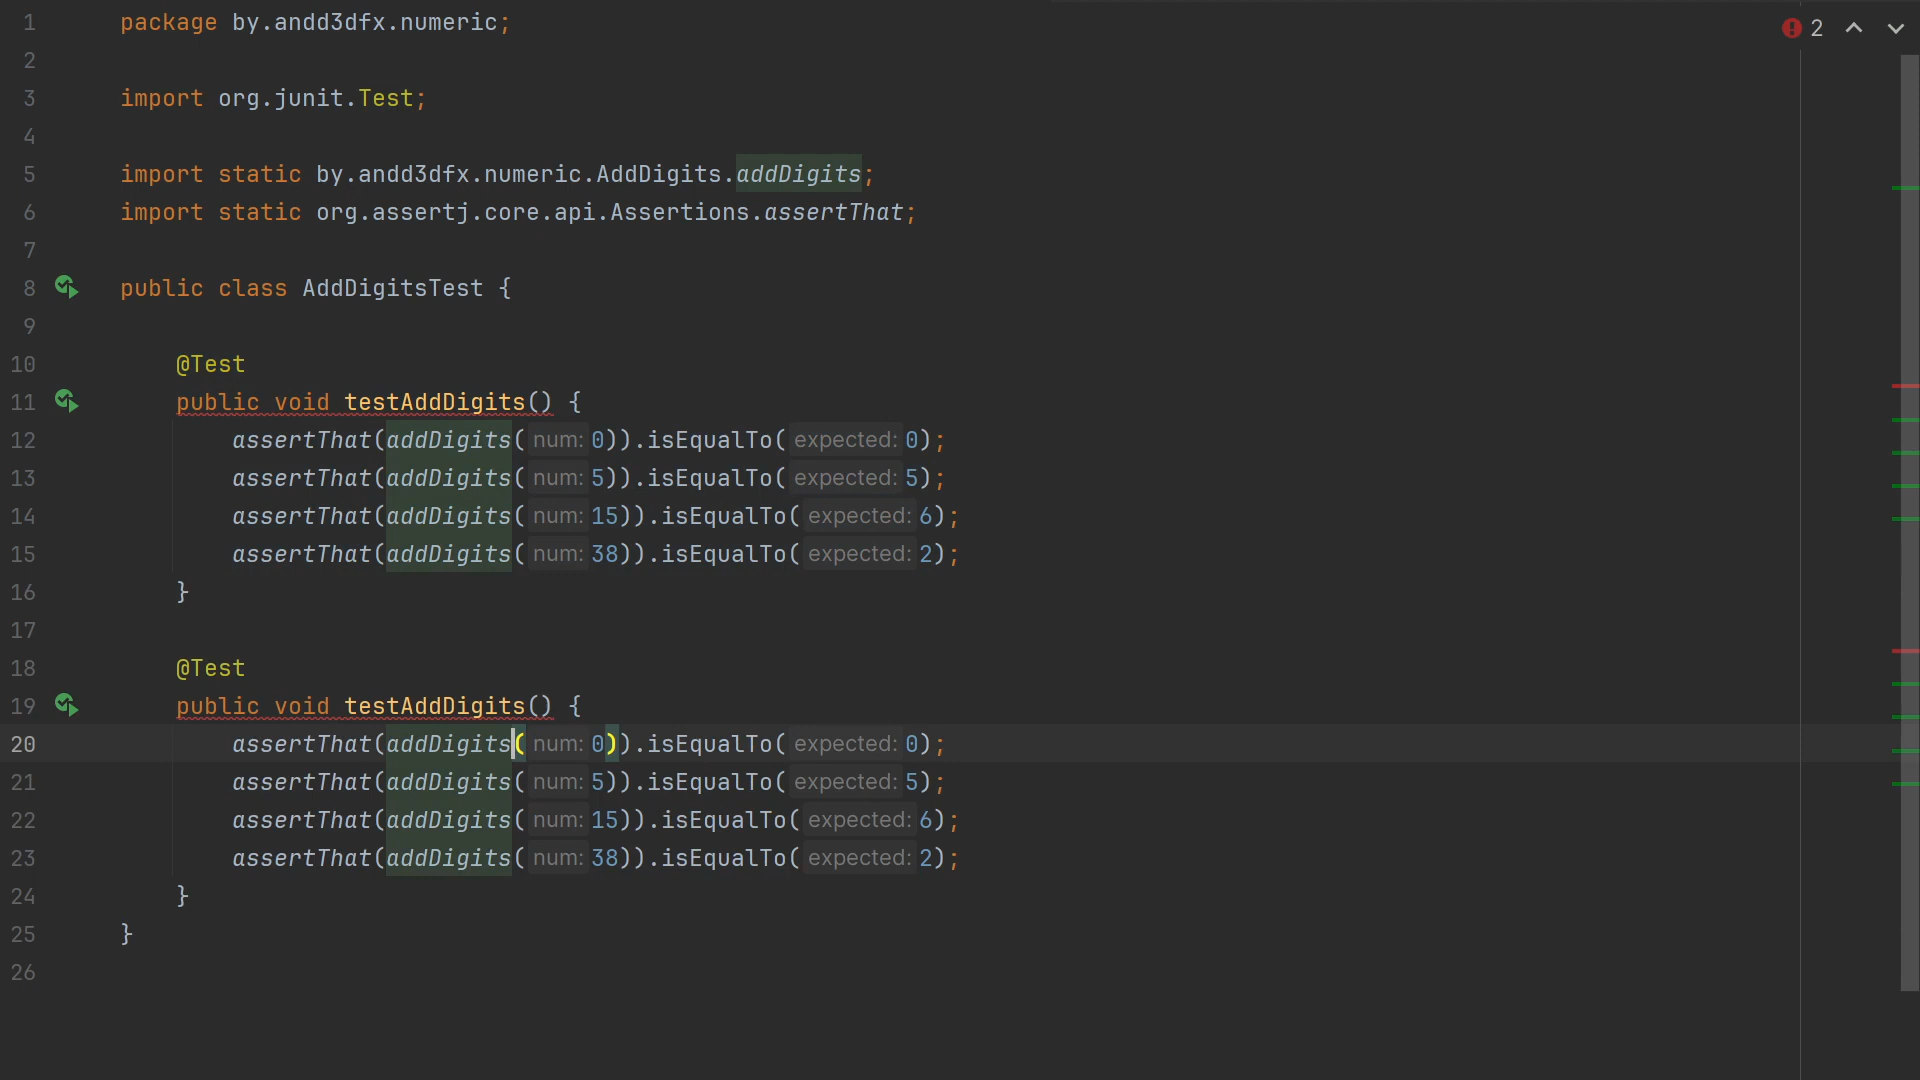 2
1 package by.andd3dfx.numeric;
2
3 import org.junit.Test;
4
5 import static by.andd3dfx.numeric.AddDigits.addDigits;
6 import static org.assertj.core.api.Assertions.assertThat;
7
8 public class AddDigitsTest {
9
10 @Test
11 public void testAddDigits() {
12 assertThat(addDigits( num: 0)).isEqualTo( expected: 0);
13 assertThat(addDigits( num: 5)).isEqualTo( expected: 5);
14 assertThat(addDigits( num: 15)).isEqualTo( expected: 6);
15 assertThat(addDigits( num: 38)).isEqualTo( expected: 2);
16 }
17
18 @Test
19 public void testAddDigits() {
20 assertThat(addDigits( num: 0)).isEqualTo( expected: 0);
21 assertThat(addDigits( num: 5)).isEqualTo( expected: 5);
22 assertThat(addDigits( num: 15)).isEqualTo( expected: 6);
23 assertThat(addDigits( num: 38)).isEqualTo( expected: 2);
24 }
25 }
26